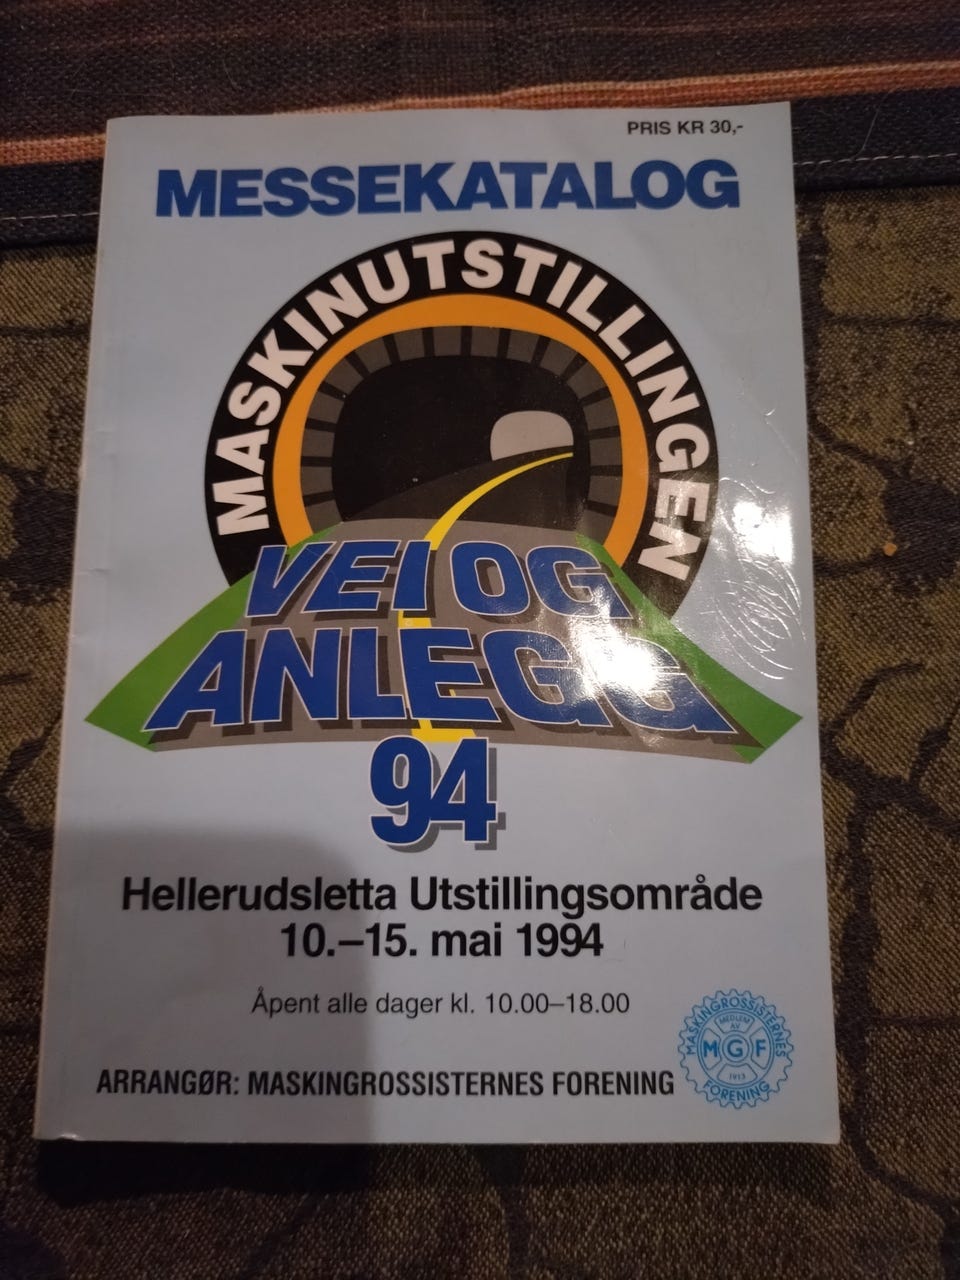 PRIS KR 30,-
MESSEKATALOG
MASKINUTSTILLINGEN
VEI OG
ANLEGG
94
Hellerudsletta Utstillingsområde
10.–15. mai 1994
Åpent alle dager kl. 10.00–18.00
ARRANGØR: MASKINGROSSISTERNES FORENING
MASKINGROSSISTERNES
MEDLEM
AV
MGF
1913
FORENING